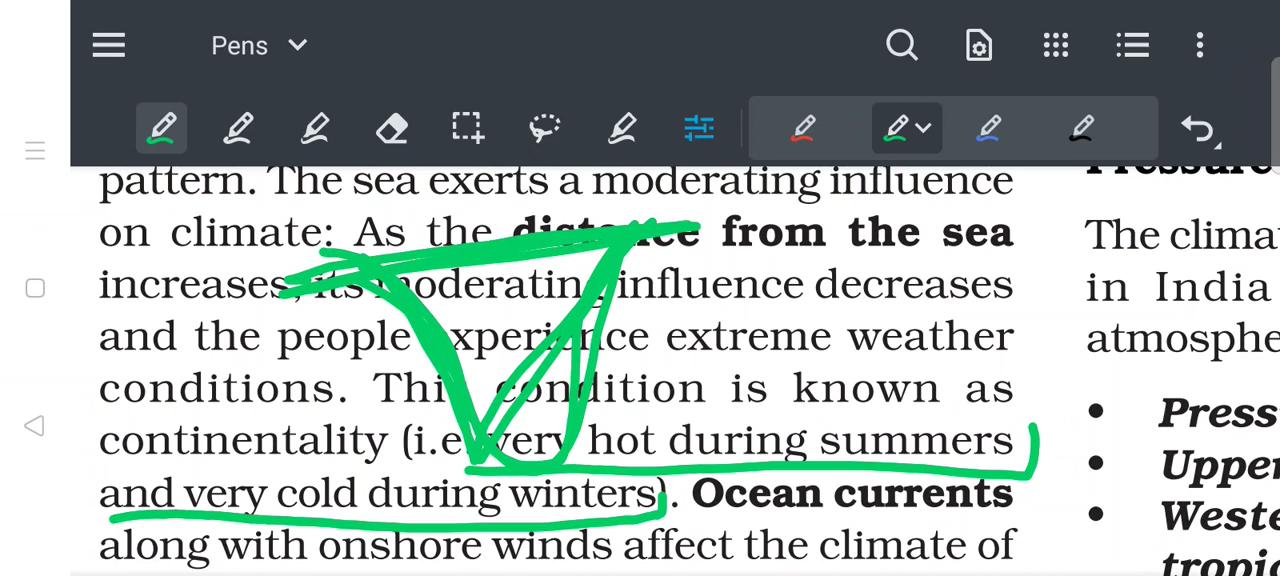 Pens
pattern. The sea exerts a moderating influence
on climate: As the distance from the sea
increases, its moderating influence decreases
and the people experience extreme weather
conditions. This condition is known as
continentality (i.e. very hot during summers
and very cold during winters). Ocean currents
along with onshore winds affect the climate of
Pressure
The clima
in India
atmosphe
• Press
• Upper
• Weste
tropic